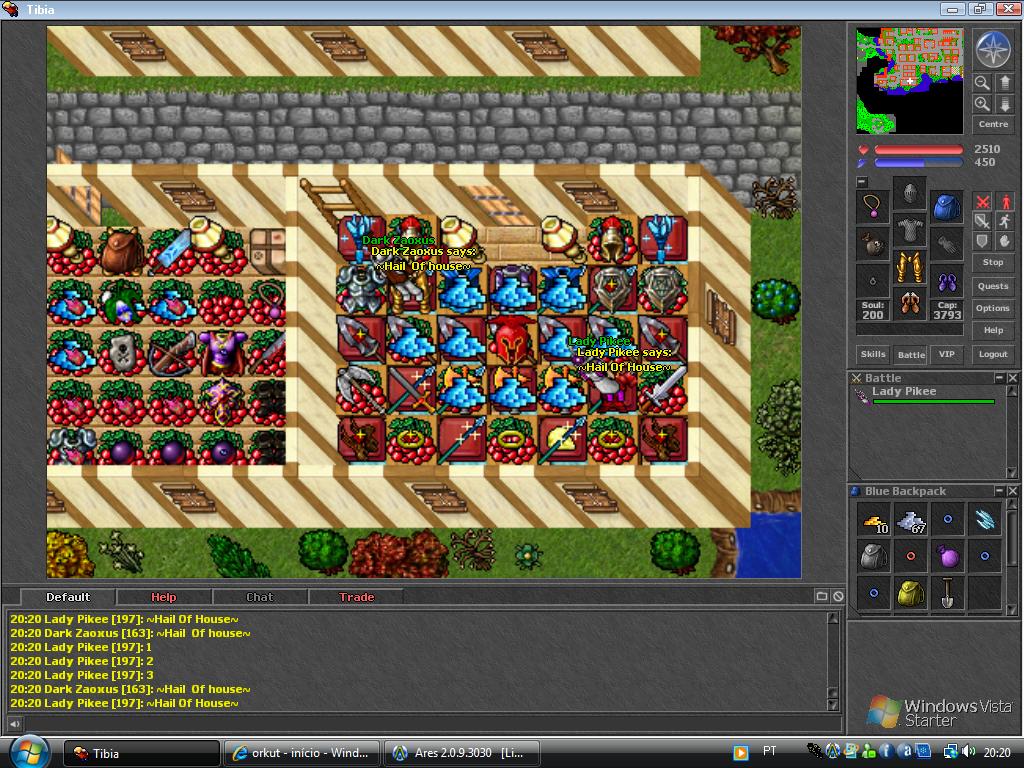 Tibia
Centre
2510
450
Dark Zaoxus
Dark Zaoxus says:
~Hail  Of house~
Lady Pikee
Lady Pikee says:
~Hail Of House~
Soul:
200
Cap:
3793
Stop
Quests
Options
Help
Skills
Battle
VIP
Logout
Battle
Lady Pikee
Blue Backpack
10
67
Default
Help
Chat
Trade
20:20 Lady Pikee [197]: ~Hail Of House~
20:20 Dark Zaoxus [163]: ~Hail  Of house~
20:20 Lady Pikee [197]: 1
20:20 Lady Pikee [197]: 2
20:20 Lady Pikee [197]: 3
20:20 Dark Zaoxus [163]: ~Hail  Of house~
20:20 Lady Pikee [197]: ~Hail Of House~
Windows Vista
Starter
Tibia
orkut - início - Wind...
Ares 2.0.9.3030   [Li...
PT
20:20